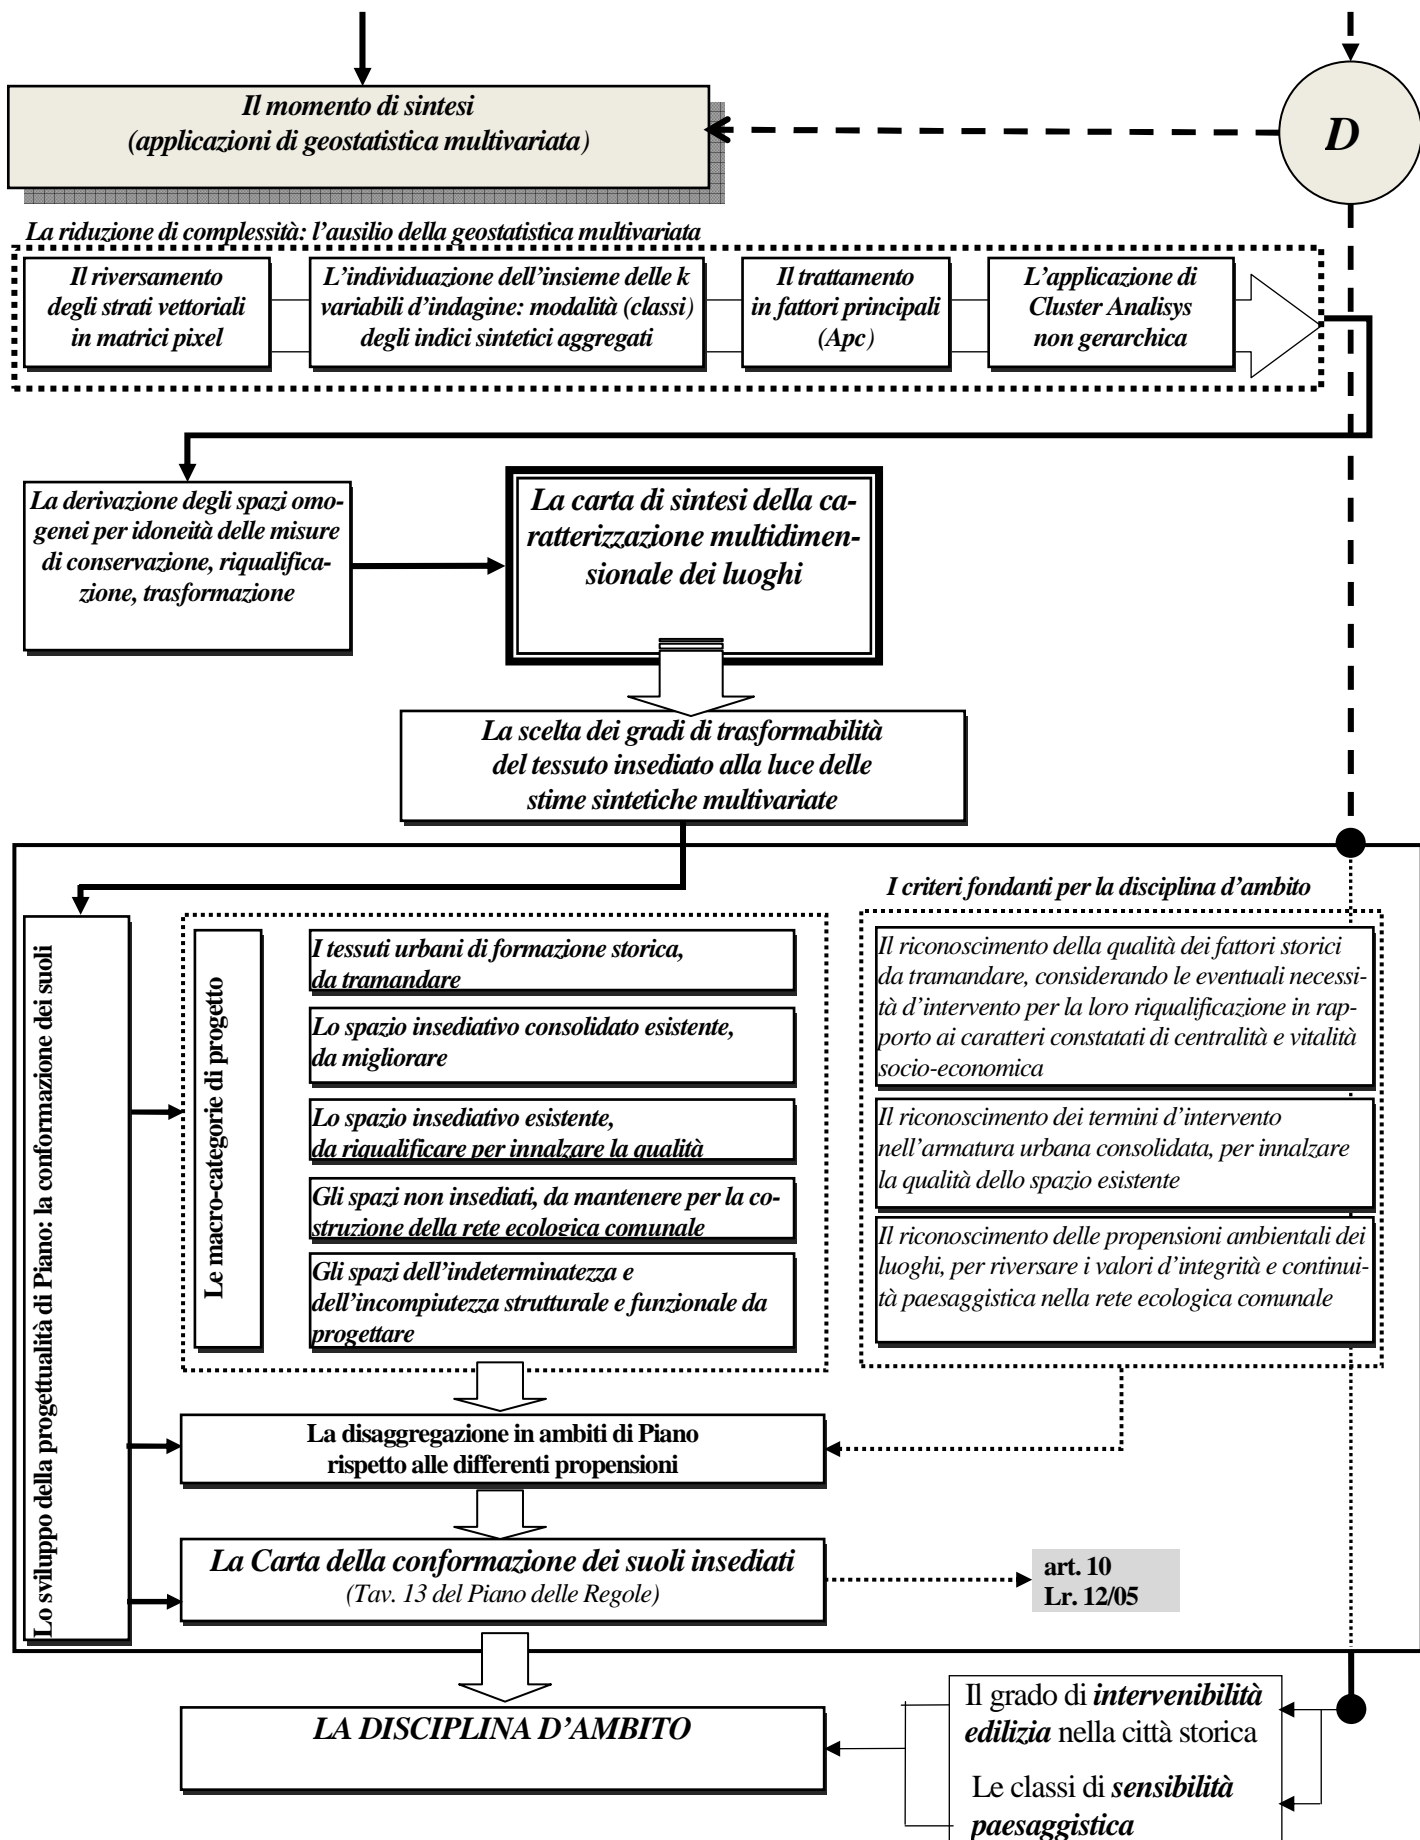 Il momento di sintesi
(applicazioni di geostatistica multivariata)
D
La riduzione di complessità: l'ausilio della geostatistica multivariata
Il riversamento
degli strati vettoriali
in matrici pixel
L'individuazione dell'insieme delle k
variabili d'indagine: modalità (classi)
degli indici sintetici aggregati
Il trattamento
in fattori principali
(Apc)
L'applicazione di
Cluster Analisys
non gerarchica
La derivazione degli spazi omo-
genei per idoneità delle misure
di conservazione, riqualifica-
zione, trasformazione
La carta di sintesi della ca-
ratterizzazione multidimen-
sionale dei luoghi
La scelta dei gradi di trasformabilità
del tessuto insediato alla luce delle
stime sintetiche multivariate
Lo sviluppo della progettualità di Piano: la conformazione dei suoli
Le macro-categorie di progetto
I tessuti urbani di formazione storica,
da tramandare
Lo spazio insediativo consolidato esistente,
da migliorare
Lo spazio insediativo esistente,
da riqualificare per innalzare la qualità
Gli spazi non insediati, da mantenere per la co-
struzione della rete ecologica comunale
Gli spazi dell'indeterminatezza e
dell'incompiutezza strutturale e funzionale da
progettare
I criteri fondanti per la disciplina d'ambito
Il riconoscimento della qualità dei fattori storici
da tramandare, considerando le eventuali necessi-
tà d'intervento per la loro riqualificazione in rap-
porto ai caratteri constatati di centralità e vitalità
socio-economica
Il riconoscimento dei termini d'intervento
nell'armatura urbana consolidata, per innalzare
la qualità dello spazio esistente
Il riconoscimento delle propensioni ambientali dei
luoghi, per riversare i valori d'integrità e continui-
tà paesaggistica nella rete ecologica comunale
La disaggregazione in ambiti di Piano
rispetto alle differenti propensioni
La Carta della conformazione dei suoli insediati
(Tav. 13 del Piano delle Regole)
art. 10
Lr. 12/05
LA DISCIPLINA D'AMBITO
Il grado di intervenibilità
edilizia nella città storica
Le classi di sensibilità
paesaggistica